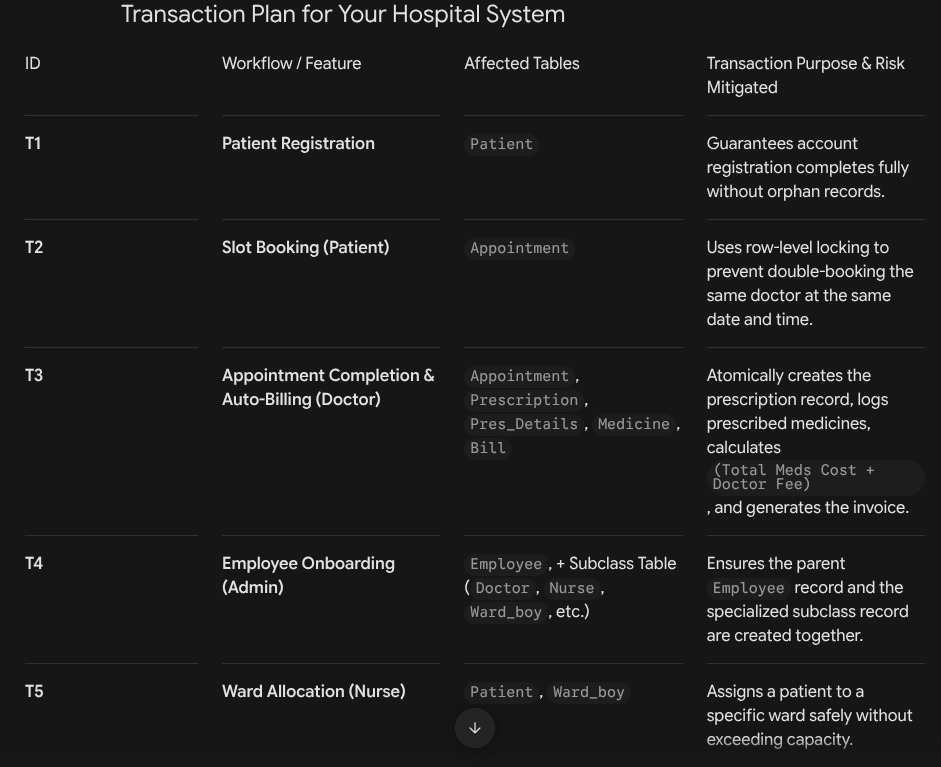 Transaction Plan for Your Hospital System
ID Workflow / Feature Affected Tables Transaction Purpose & Risk
Mitigated
T1 Patient Registration Patient Guarantees account
registration completes fully
without orphan records.
T2 Slot Booking (Patient) Appointment Uses row-level locking to
prevent double-booking the
same doctor at the same
date and time.
T3 Appointment Completion & Appointment , Atomically creates the
Auto-Billing (Doctor) Prescription , prescription record, logs
Pres_Details , Medicine , prescribed medicines,
Bill calculates
(Total Meds Cost +
Doctor Fee)
, and generates the invoice.
T4 Employee Onboarding Employee , + Subclass Table Ensures the parent
(Admin) ( Doctor , Nurse , Employee record and the
Ward_boy , etc.) specialized subclass record
are created together.
T5 Ward Allocation (Nurse) Patient , Ward_boy Assigns a patient to a
specific ward safely without
exceeding capacity.